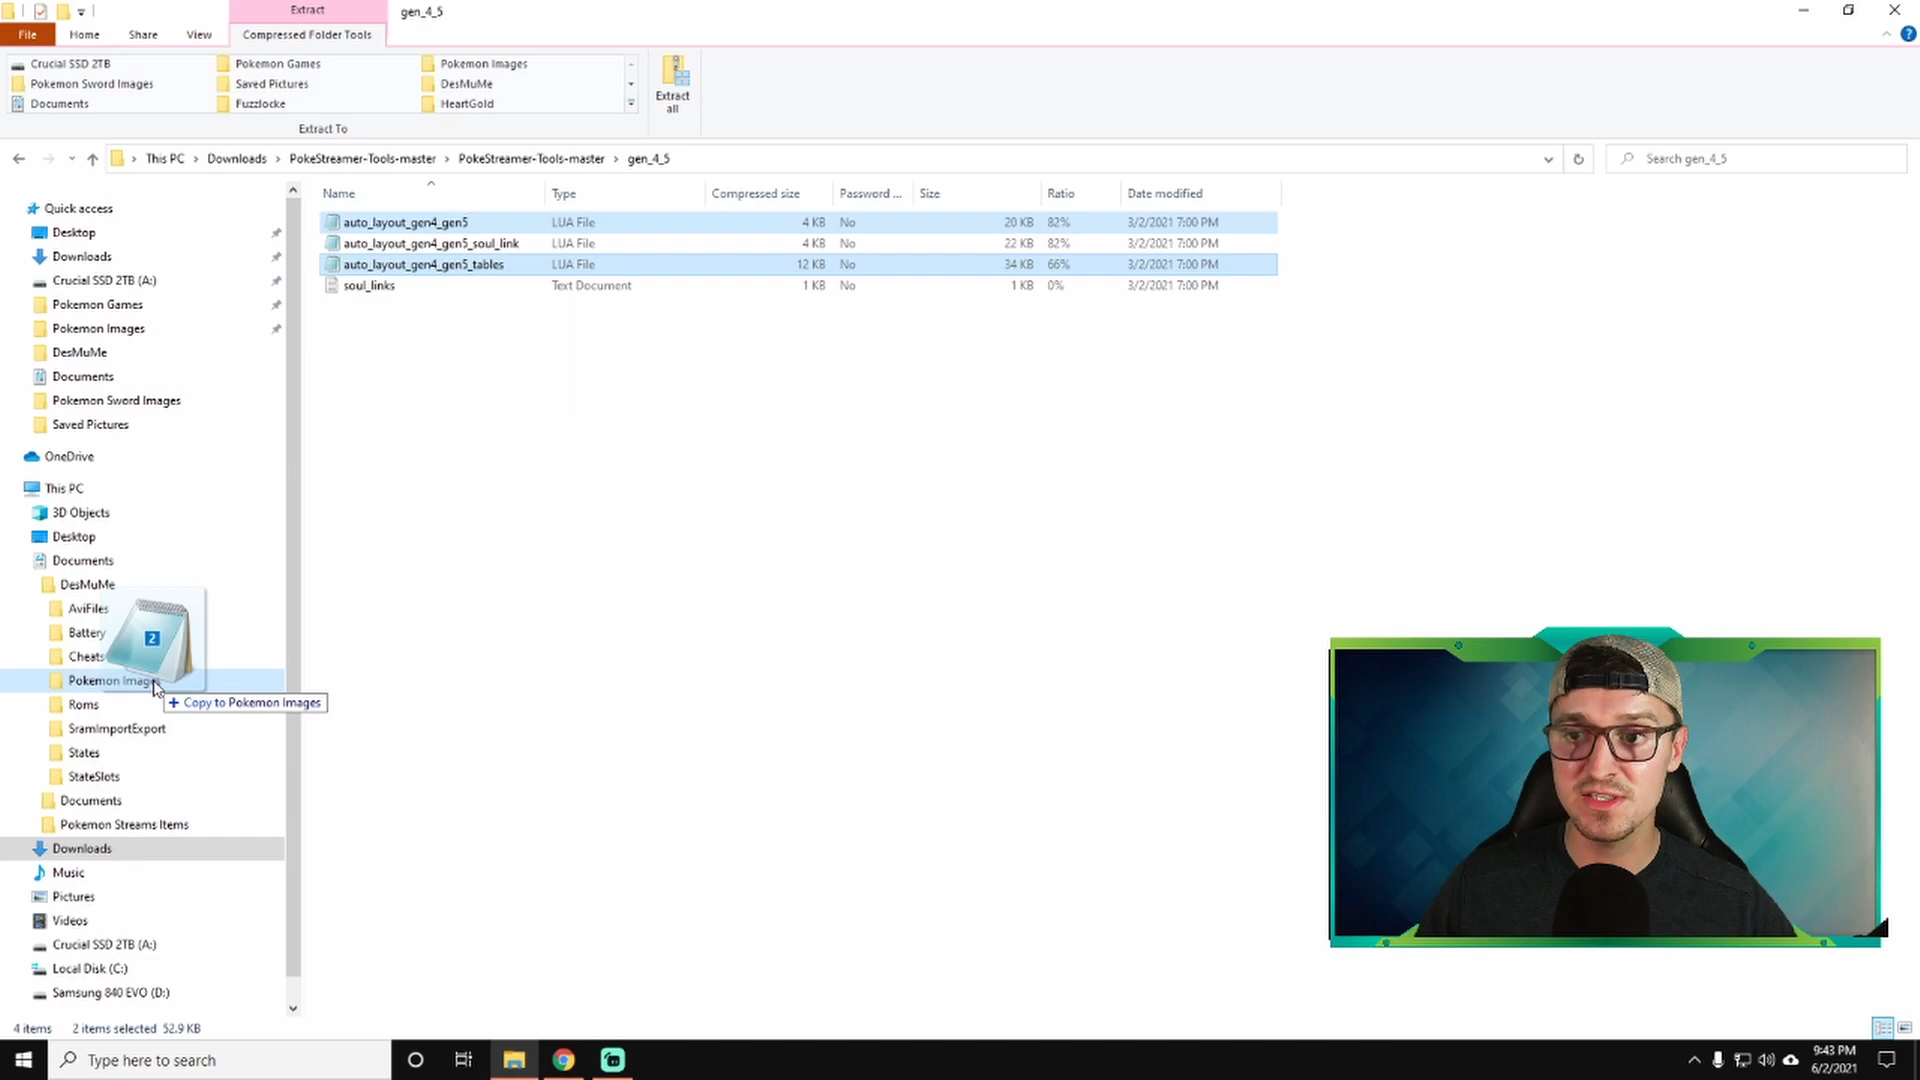 Extract
gen_4_5
File
Home
Share
View
Compressed Folder Tools
Crucial SSD 2TB
Pokemon Games
Pokemon Images
Pokemon Sword Images
Saved Pictures
DesMuMe
Documents
Fuzzlocke
HeartGold
Extract all
Extract To
This PC > Downloads > PokeStreamer-Tools-master > PokeStreamer-Tools-master > gen_4_5
Search gen_4_5
Name Type Compressed size Password ... Size Ratio Date modified
auto_layout_gen4_gen5 LUA File 4 KB No 20 KB 82% 3/2/2021 7:00 PM
auto_layout_gen4_gen5_soul_link LUA File 4 KB No 22 KB 82% 3/2/2021 7:00 PM
auto_layout_gen4_gen5_tables LUA File 12 KB No 34 KB 66% 3/2/2021 7:00 PM
soul_links Text Document 1 KB No 1 KB 0% 3/2/2021 7:00 PM
Quick access
Desktop
Downloads
Crucial SSD 2TB (A:)
Pokemon Games
Pokemon Images
DesMuMe
Documents
Pokemon Sword Images
Saved Pictures
OneDrive
This PC
3D Objects
Desktop
Documents
DesMuMe
AviFiles
Battery
2
Cheats
Pokemon Images
+ Copy to Pokemon Images
Roms
SramImportExport
States
StateSlots
Documents
Pokemon Streams Items
Downloads
Music
Pictures
Videos
Crucial SSD 2TB (A:)
Local Disk (C:)
Samsung 840 EVO (D:)
4 items 2 items selected 52.9 KB
Type here to search
9:43 PM
6/2/2021